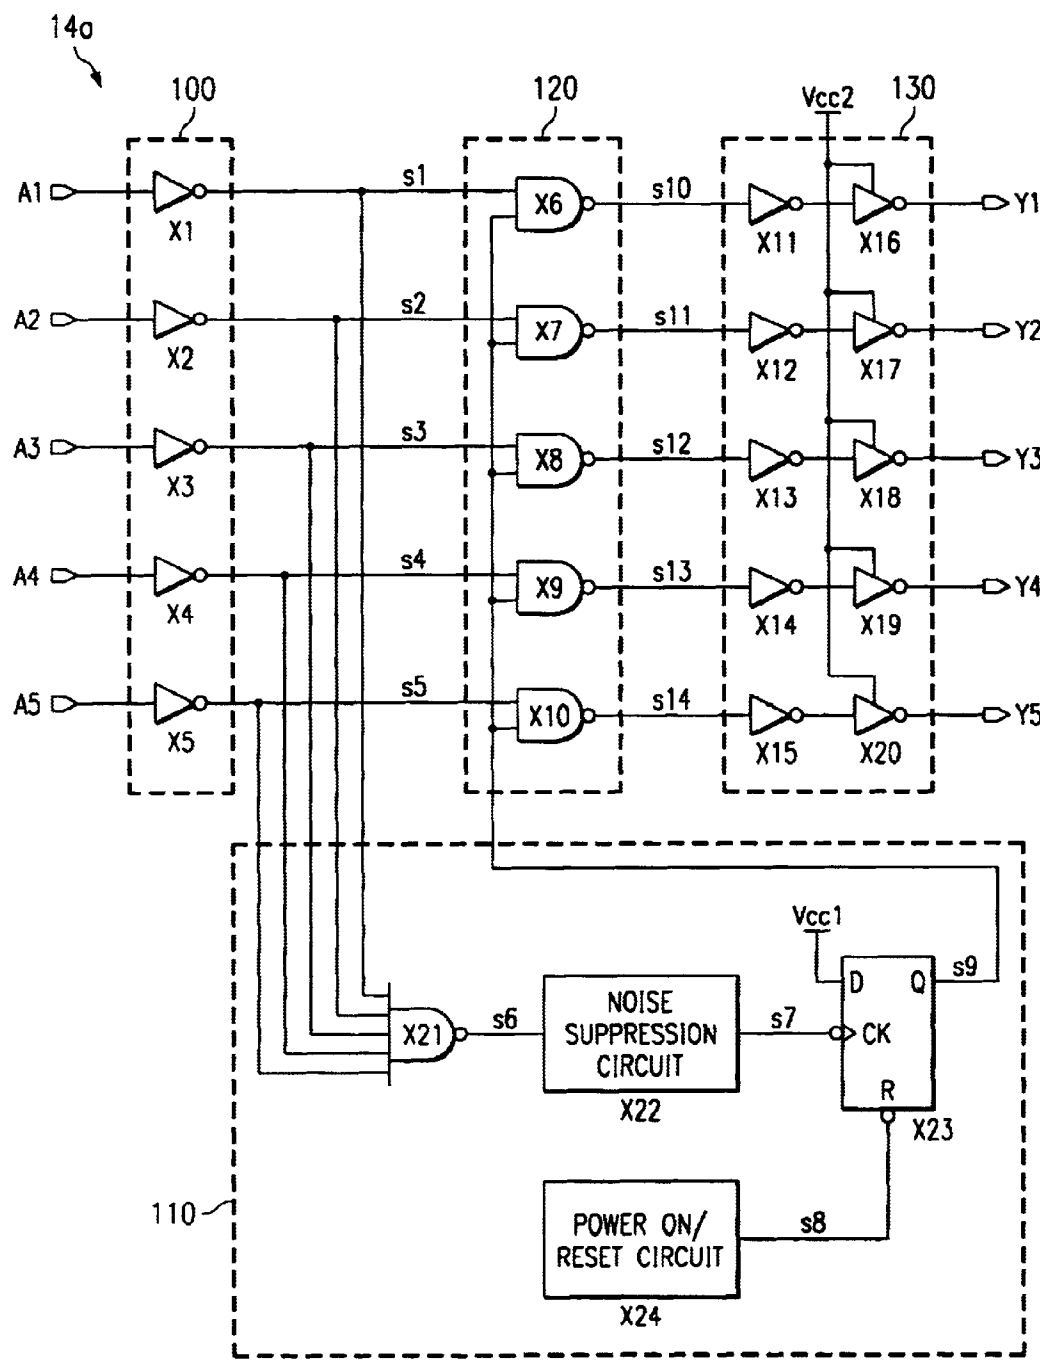 14a
100
120
Vcc2
130
A1
X1
s1
X6
s10
X11
X16
Y1
A2
X2
s2
X7
s11
X12
X17
Y2
A3
X3
s3
X8
s12
X13
X18
Y3
A4
X4
s4
X9
s13
X14
X19
Y4
A5
X5
s5
X10
s14
X15
X20
Y5
Vcc1
D
Q
s9
X21
s6
NOISE
SUPPRESSION
CIRCUIT
X22
s7
CK
R
X23
110
POWER ON/
RESET CIRCUIT
X24
s8